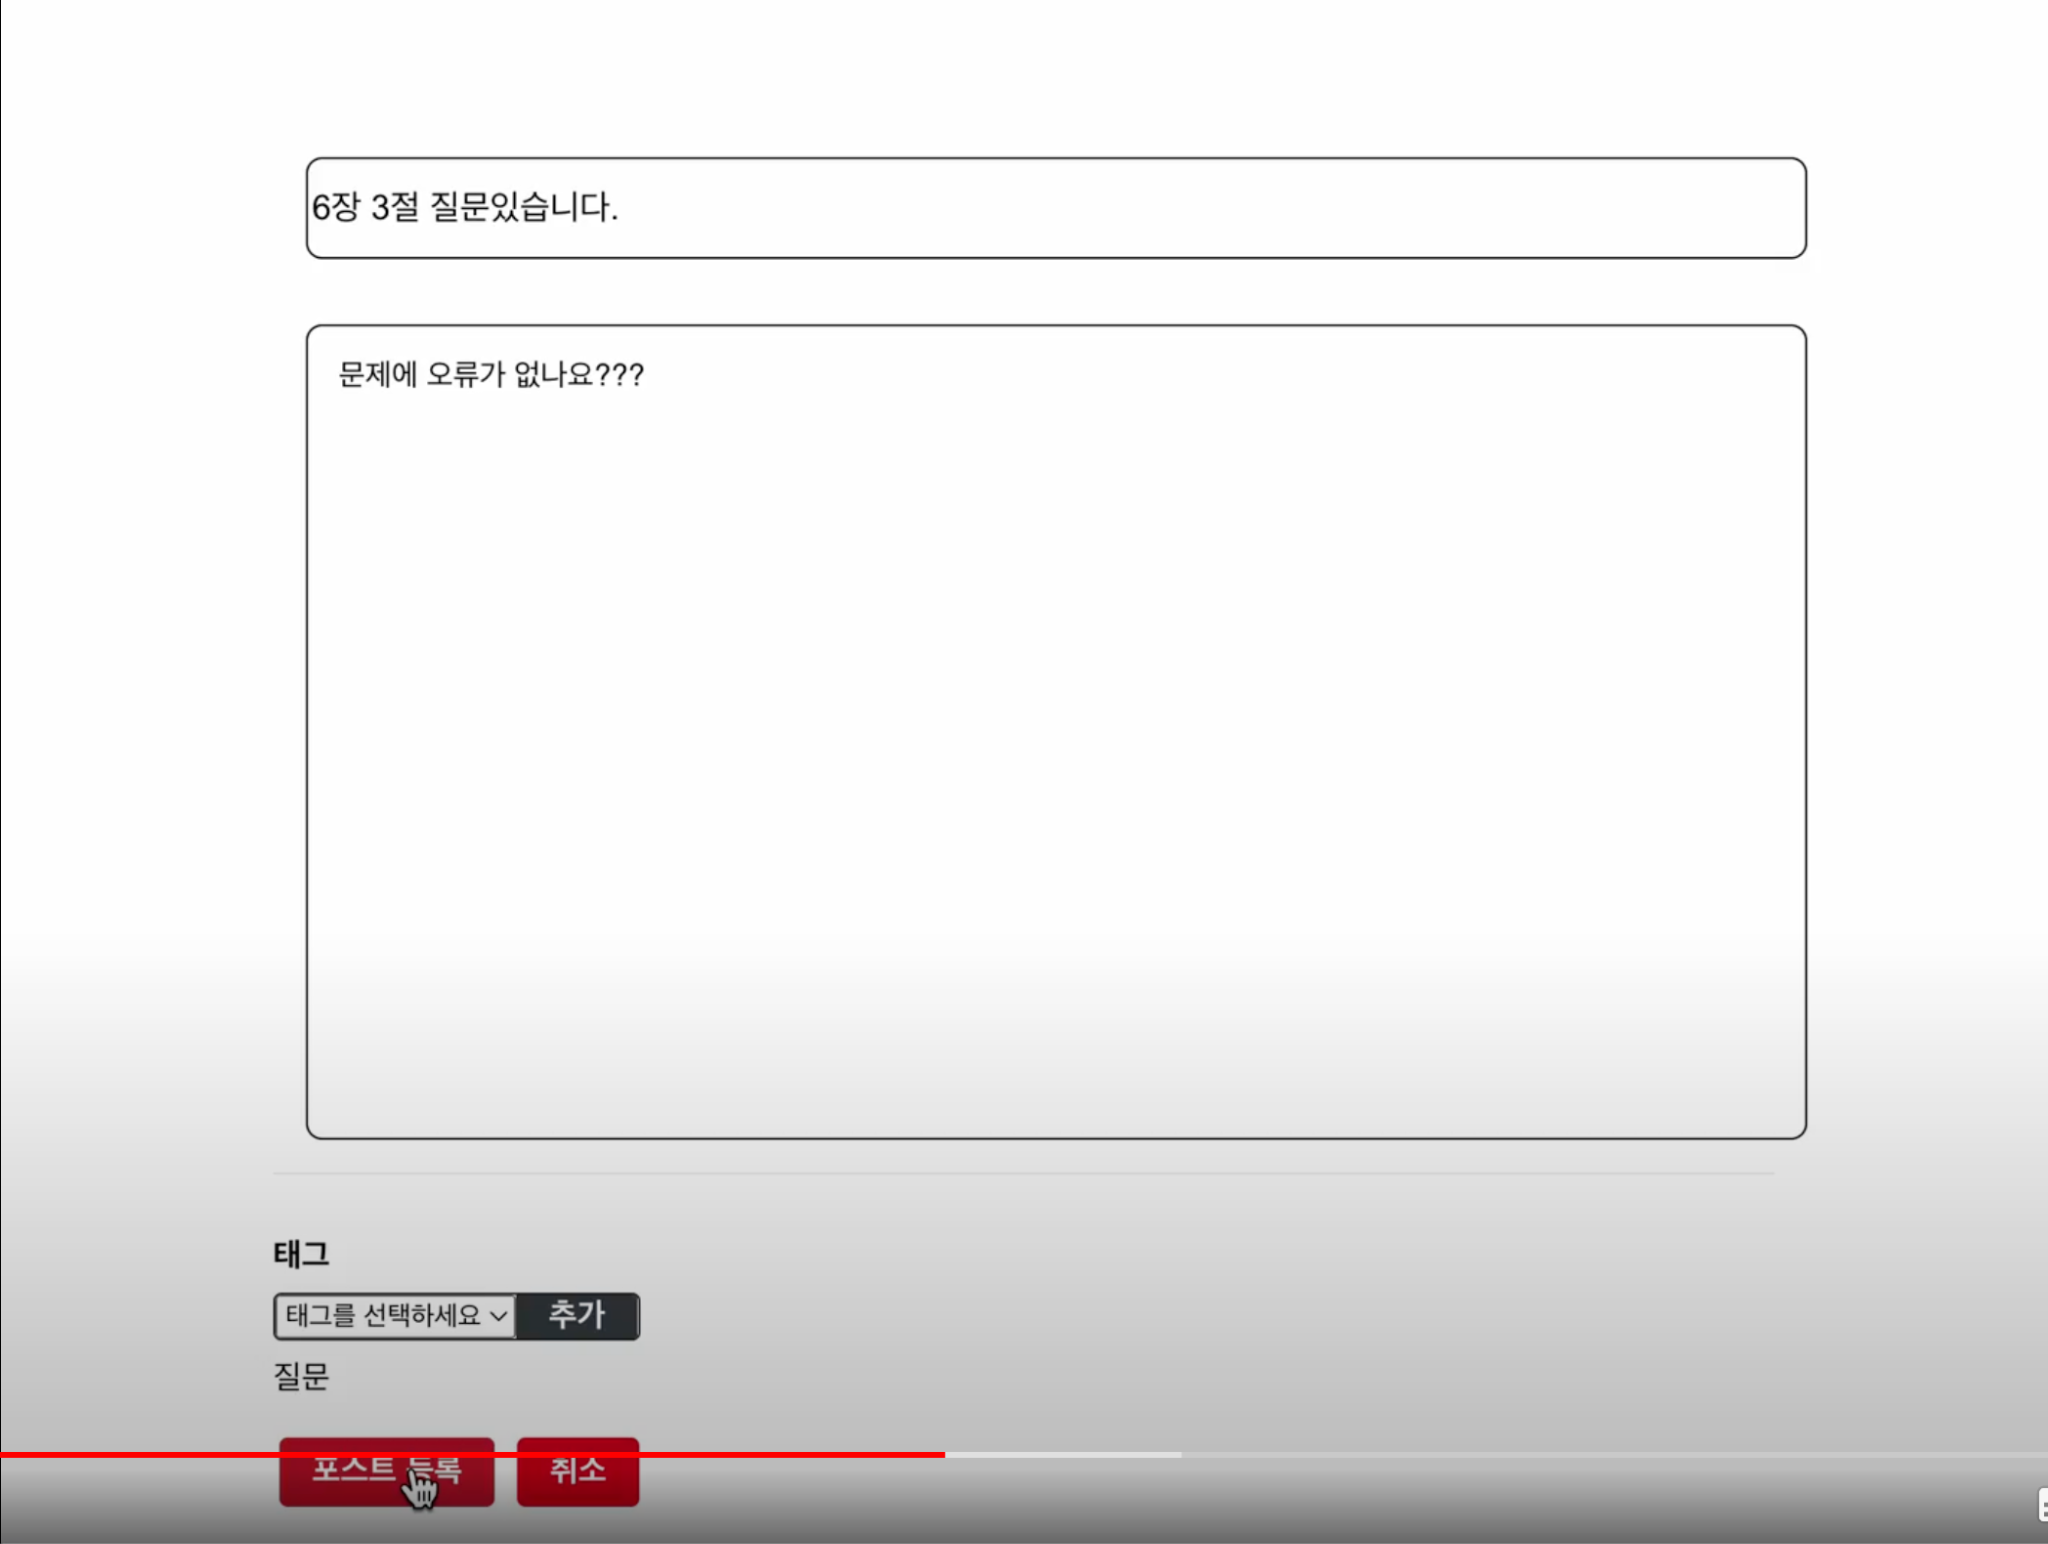 6장 3절 질문있습니다.
문제에 오류가 없나요???
태그
태그를 선택하세요 추가
질문
포스트 등록 취소